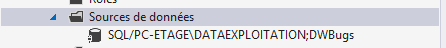 Sources de données
SQL/PC-ETAGE\DATAEXPLOITATION;DWBugs